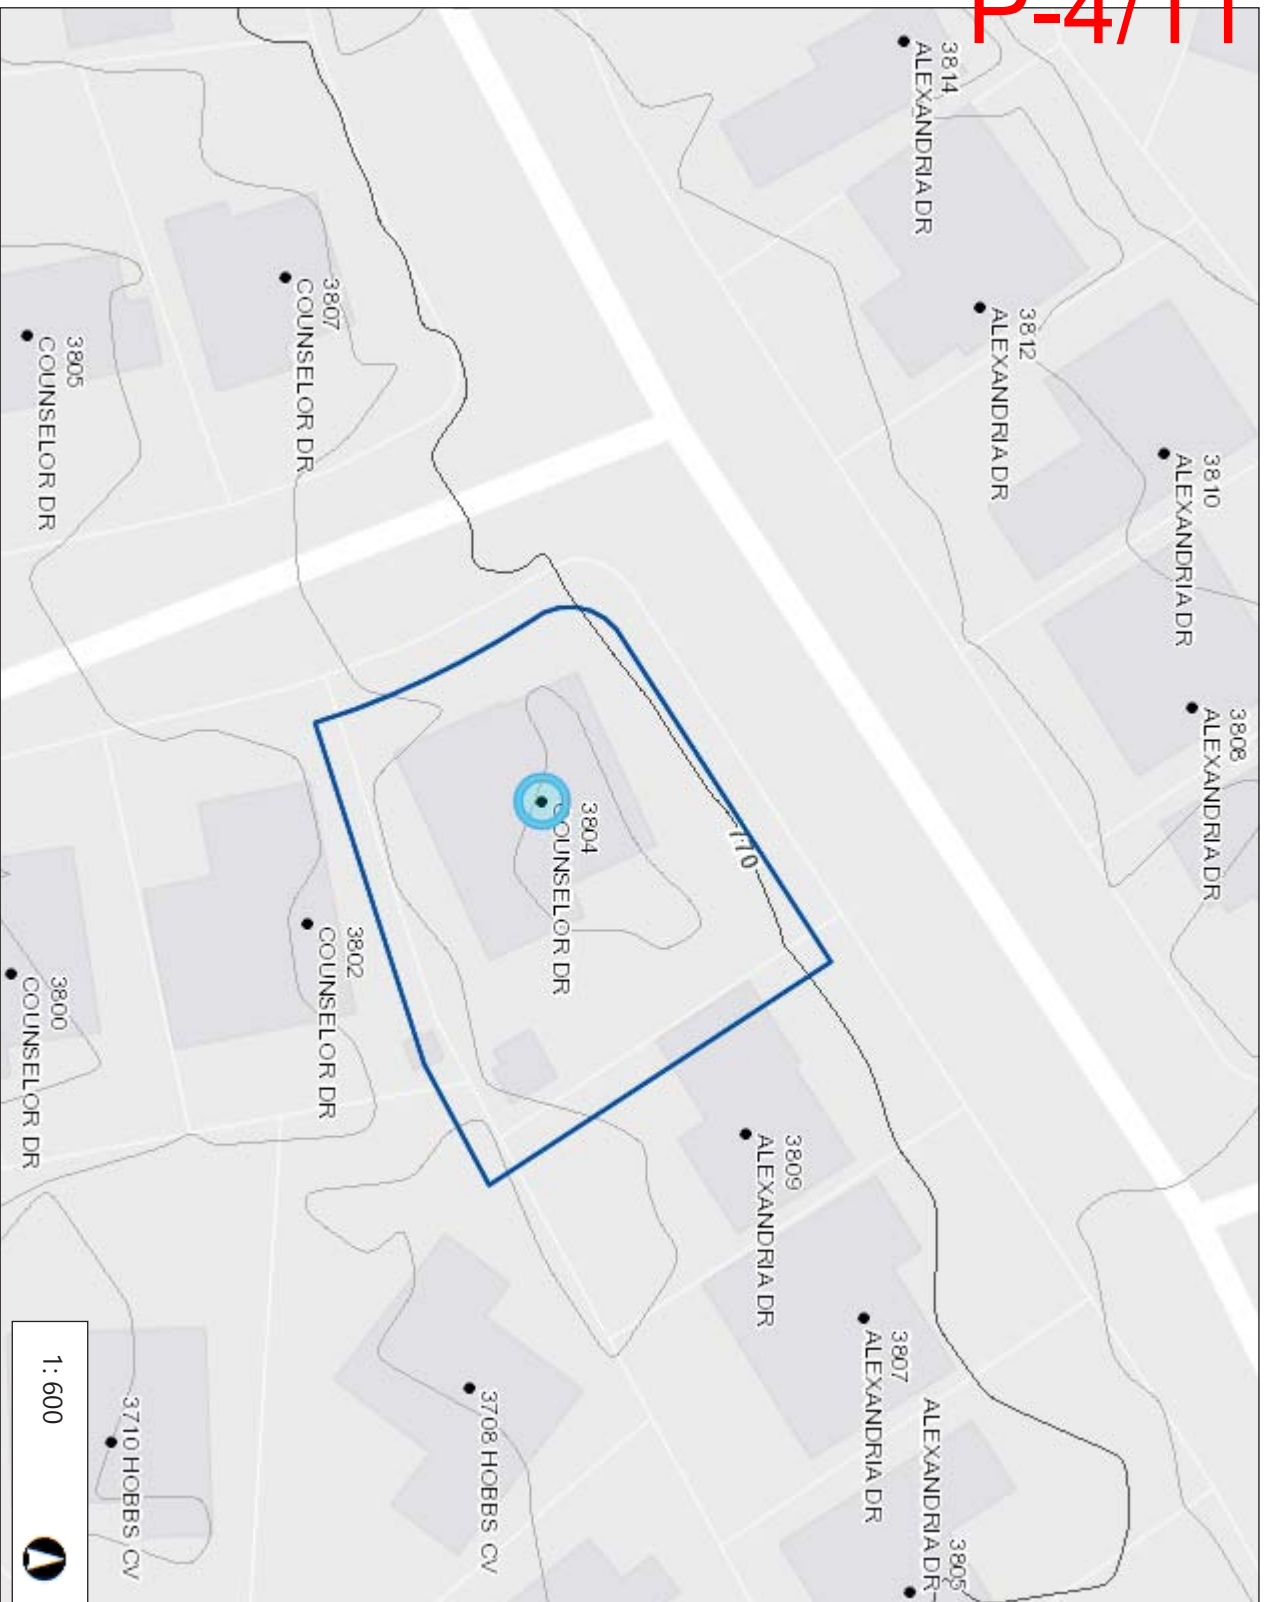 P-4/11
3814
ALEXANDRIA DR
3812
ALEXANDRIA DR
3810
ALEXANDRIA DR
3808
ALEXANDRIA DR
3807
COUNSELOR DR
3805
COUNSELOR DR
3804
COUNSELOR DR
770
3802
COUNSELOR DR
3800
COUNSELOR DR
3809
ALEXANDRIA DR
3807
ALEXANDRIA DR
3805
ALEXANDRIA DR
3708 HOBBS CV
3710 HOBBS CV
1: 600